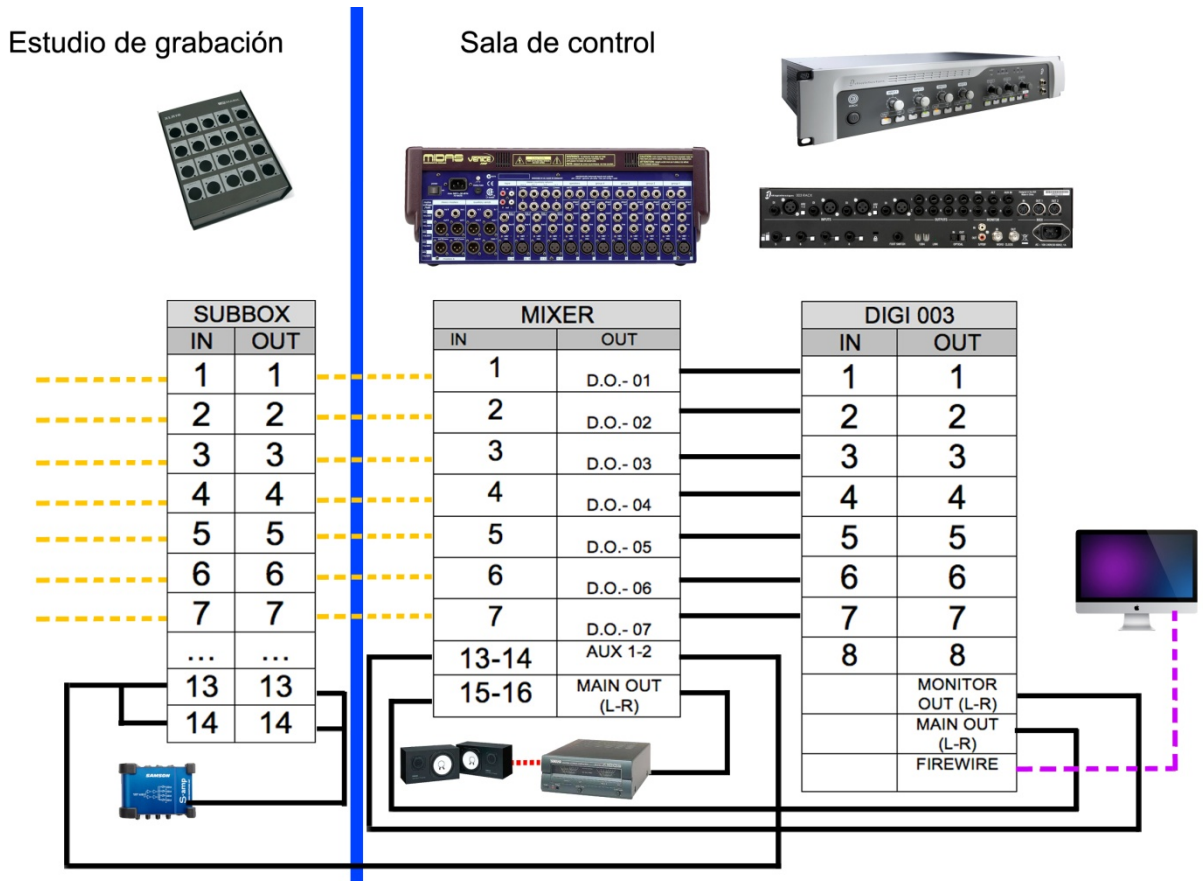 Estudio de grabación
Sala de control
MIDAS VENICE
SUBBOX
IN OUT
1 1
2 2
3 3
4 4
5 5
6 6
7 7
... ...
13 13
14 14
SAMSON
S-amp
MIXER
IN OUT
1 D.O.- 01
2 D.O.- 02
3 D.O.- 03
4 D.O.- 04
5 D.O.- 05
6 D.O.- 06
7 D.O.- 07
13-14 AUX 1-2
15-16 MAIN OUT
(L-R)
DIGI 003
IN OUT
1 1
2 2
3 3
4 4
5 5
6 6
7 7
8 8
MONITOR
OUT (L-R)
MAIN OUT
(L-R)
FIREWIRE